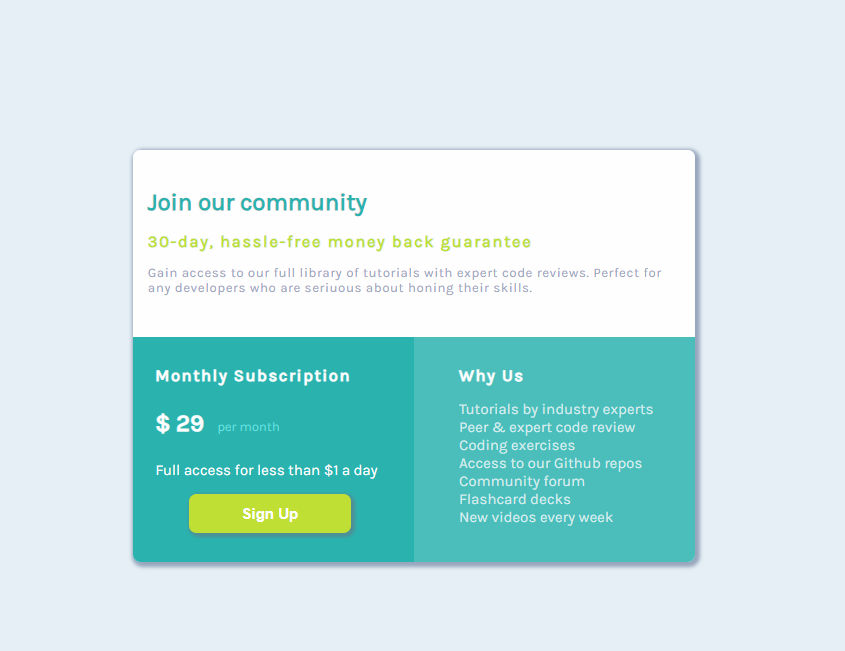 Join our community
30-day, hassle-free money back guarantee
Gain access to our full library of tutorials with expert code reviews. Perfect for
any developers who are seriuous about honing their skills.
Monthly Subscription
$ 29 per month
Full access for less than $1 a day
Sign Up
Why Us
Tutorials by industry experts
Peer & expert code review
Coding exercises
Access to our Github repos
Community forum
Flashcard decks
New videos every week